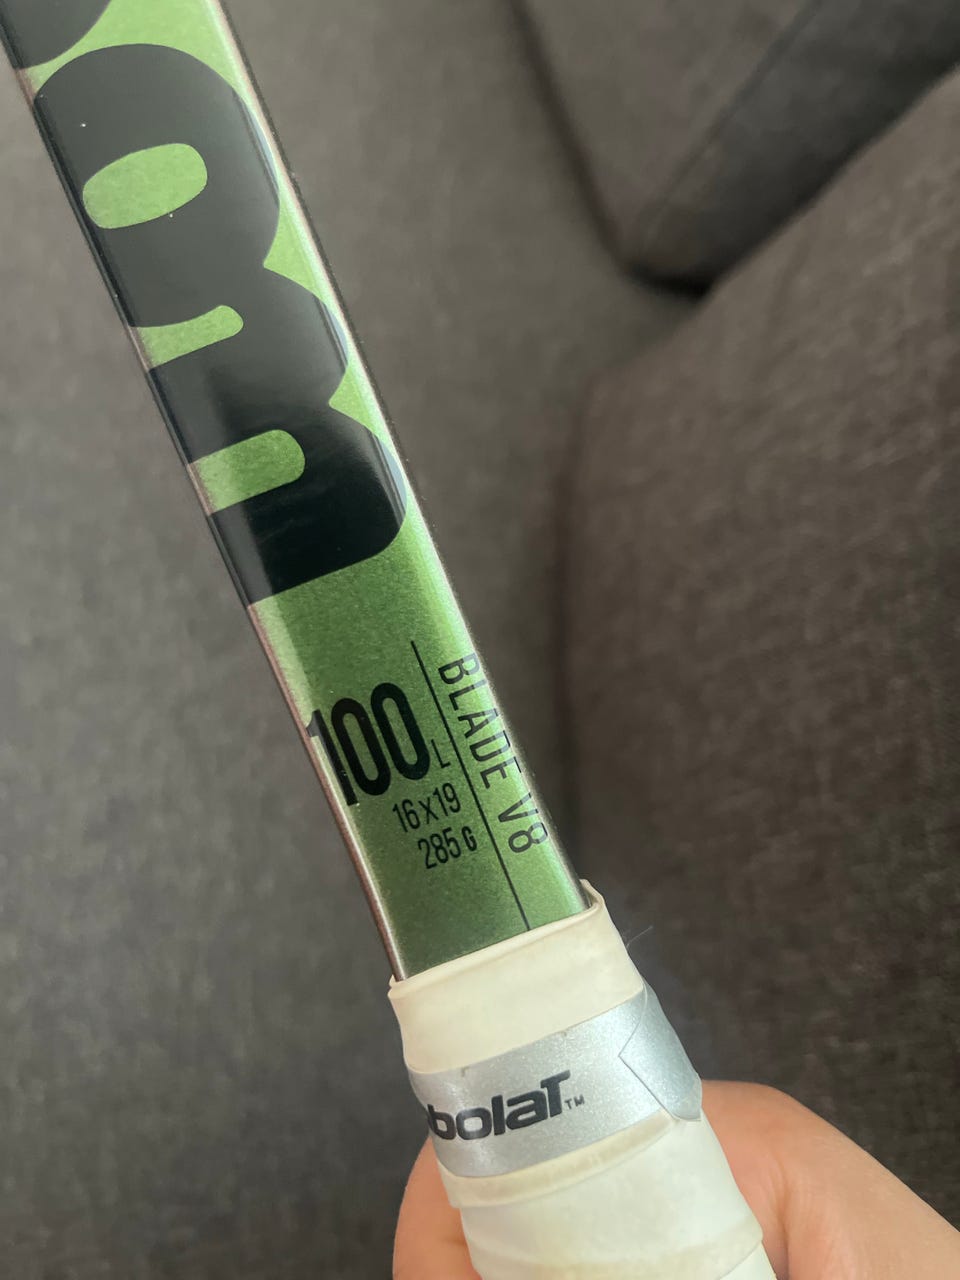 100L
16x19
285G
BLADE V8
bolaT™